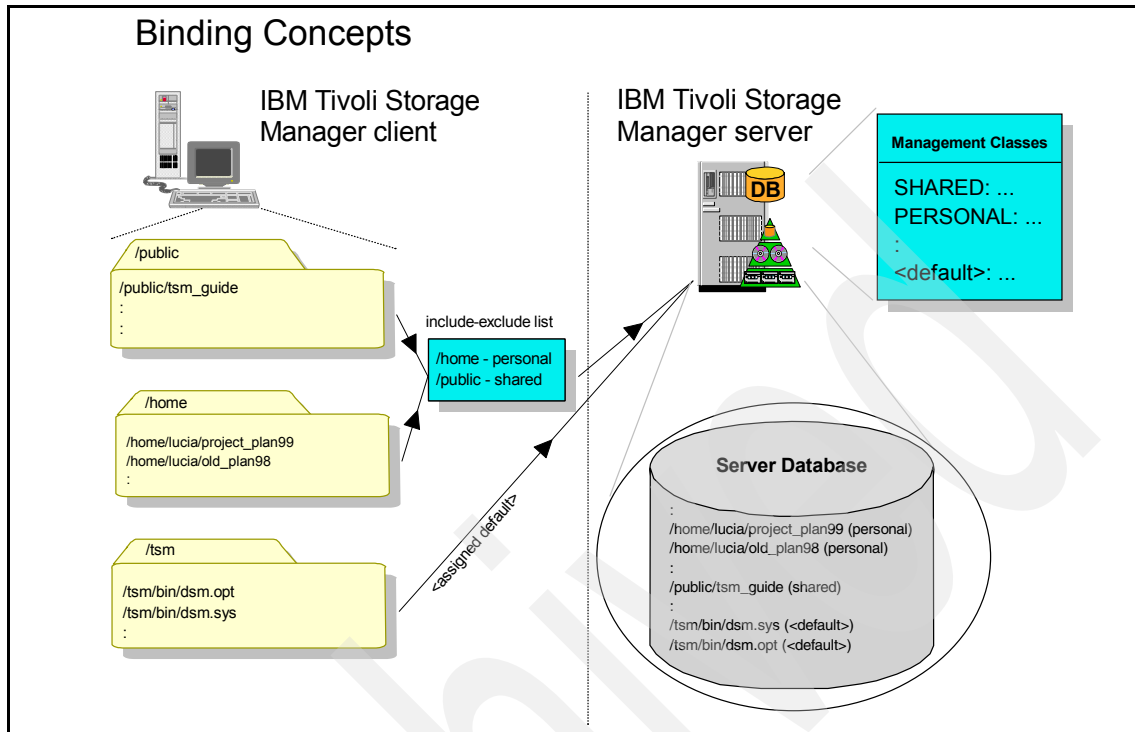 Binding Concepts
IBM Tivoli Storage
Manager client
IBM Tivoli Storage
Manager server
DB
Management Classes
SHARED: ...
PERSONAL: ...
:
<default>: ...
/public
/public/tsm_guide
:
:
include-exclude list
/home - personal
/public - shared
/home
/home/lucia/project_plan99
/home/lucia/old_plan98
:
<assigned default>
/tsm
/tsm/bin/dsm.opt
/tsm/bin/dsm.sys
:
Server Database
:
/home/lucia/project_plan99 (personal)
/home/lucia/old_plan98 (personal)
:
/public/tsm_guide (shared)
:
/tsm/bin/dsm.sys (<default>)
/tsm/bin/dsm.opt (<default>)